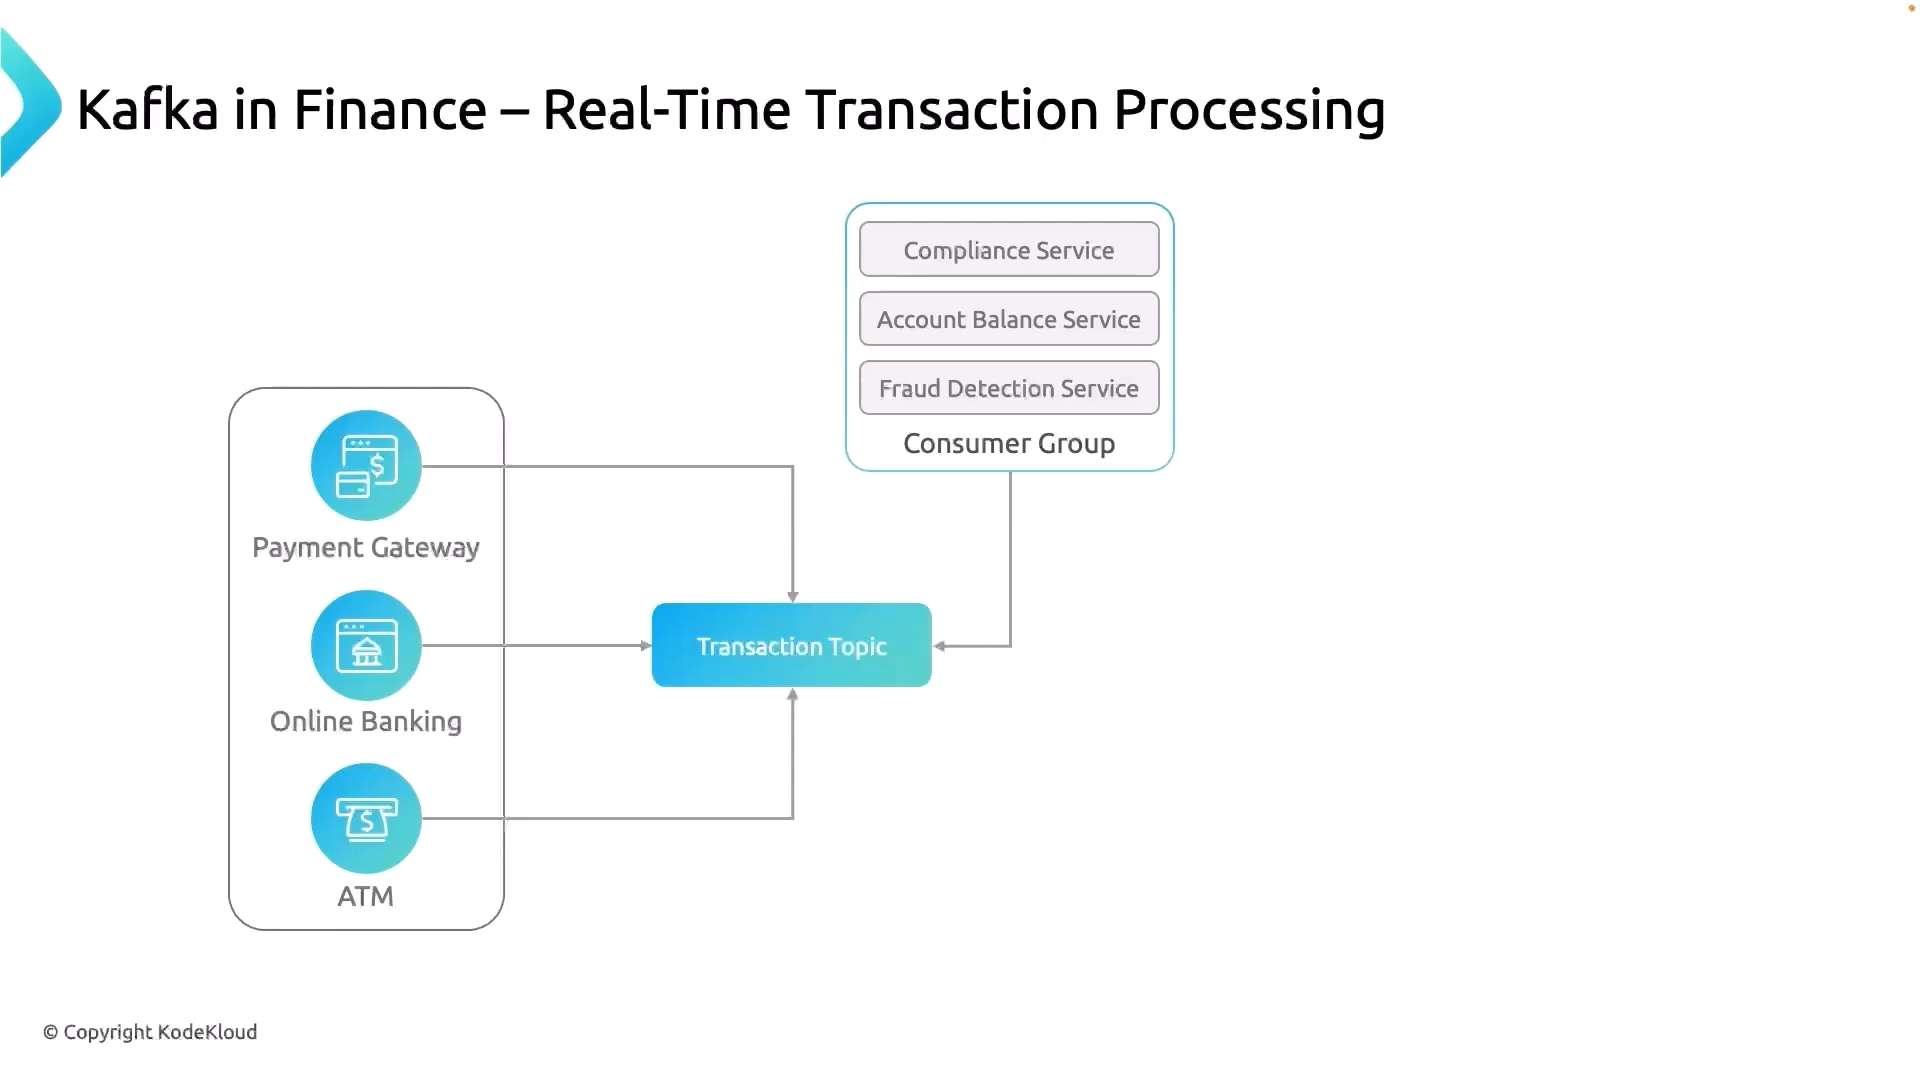 Kafka in Finance – Real-Time Transaction Processing
Compliance Service
Account Balance Service
Fraud Detection Service
Consumer Group
Payment Gateway
Transaction Topic
Online Banking
ATM
© Copyright KodeKloud